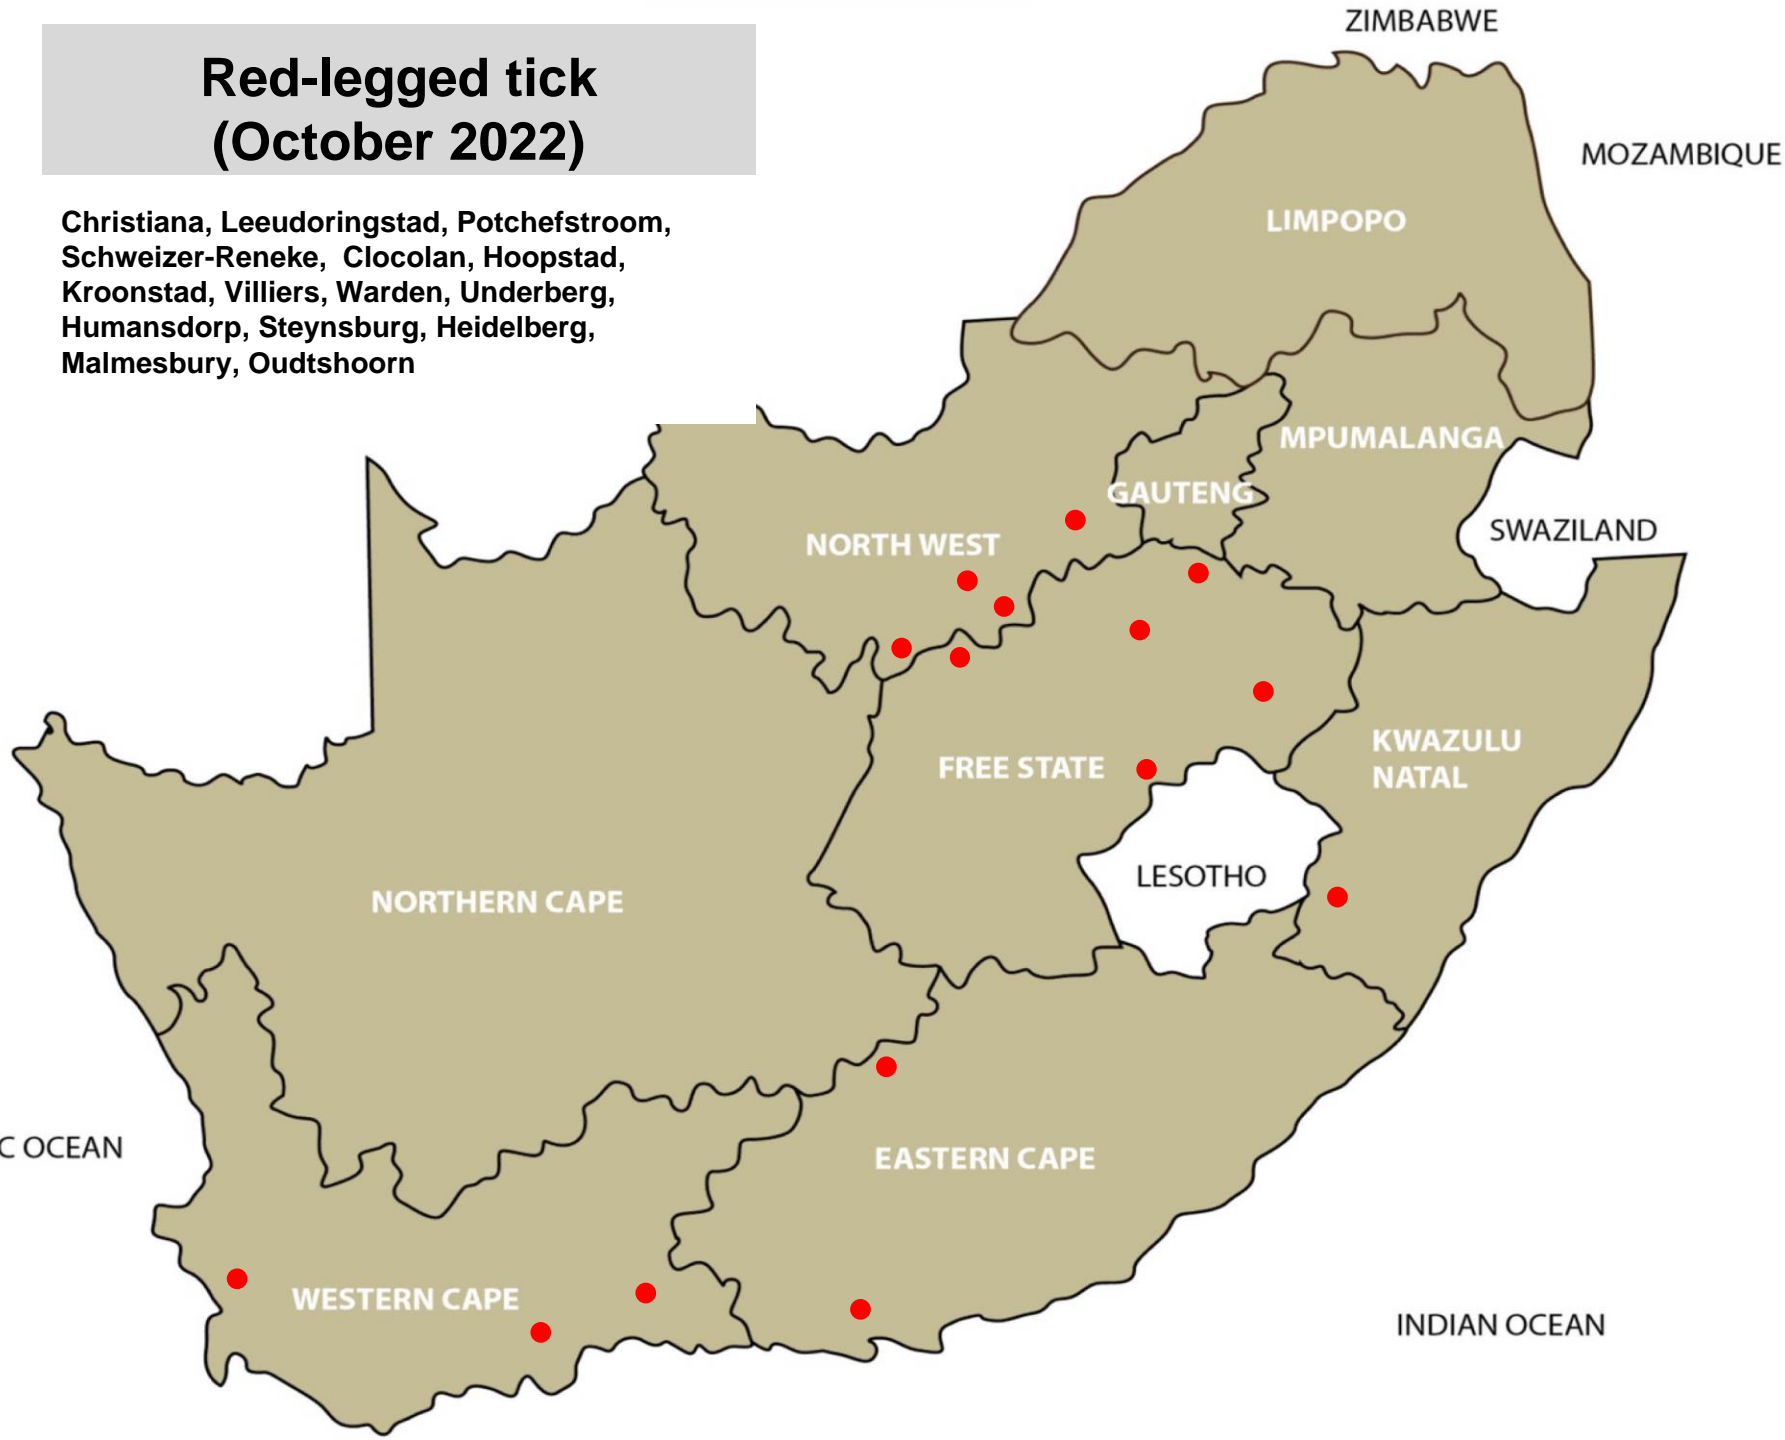 Red-legged tick
(October 2022)
Christiana, Leeudoringstad, Potchefstroom,
Schweizer-Reneke, Clocolan, Hoopstad,
Kroonstad, Villiers, Warden, Underberg,
Humansdorp, Steynsburg, Heidelberg,
Malmesbury, Oudtshoorn
ZIMBABWE
MOZAMBIQUE
LIMPOPO
MPUMALANGA
GAUTENG
SWAZILAND
NORTH WEST
KWAZULU
NATAL
FREE STATE
LESOTHO
NORTHERN CAPE
C OCEAN
EASTERN CAPE
WESTERN CAPE
INDIAN OCEAN